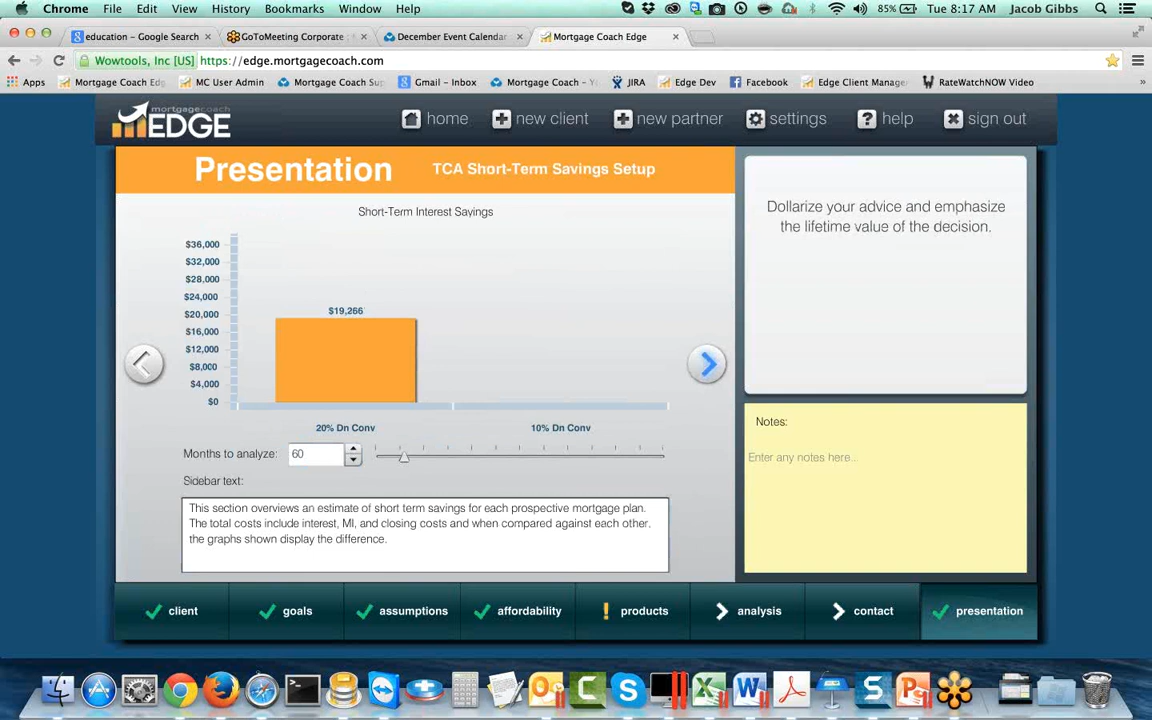 Chrome File Edit View History Bookmarks Window Help 85% Tue 8:17 AM Jacob Gibbs
education – Google Search × GoToMeeting Corporate : × December Event Calendar × Mortgage Coach Edge ×
Wowtools, Inc [US] https://edge.mortgagecoach.com
Apps Mortgage Coach Edg MC User Admin Mortgage Coach Sup Gmail – Inbox Mortgage Coach – Yo JIRA Edge Dev Facebook Edge Client Manage RateWatchNOW Video »
mortgagecoach
EDGE
home new client new partner settings help sign out
Presentation TCA Short-Term Savings Setup
Short-Term Interest Savings
$36,000
$32,000
$28,000
$24,000
$20,000
$16,000
$12,000
$8,000
$4,000
$0
$19,266
20% Dn Conv 10% Dn Conv
Months to analyze: 60
Sidebar text:
This section overviews an estimate of short term savings for each prospective mortgage plan.
The total costs include interest, MI, and closing costs and when compared against each other,
the graphs shown display the difference.
Dollarize your advice and emphasize
the lifetime value of the decision.
Notes:
Enter any notes here...
client goals assumptions affordability products analysis contact presentation